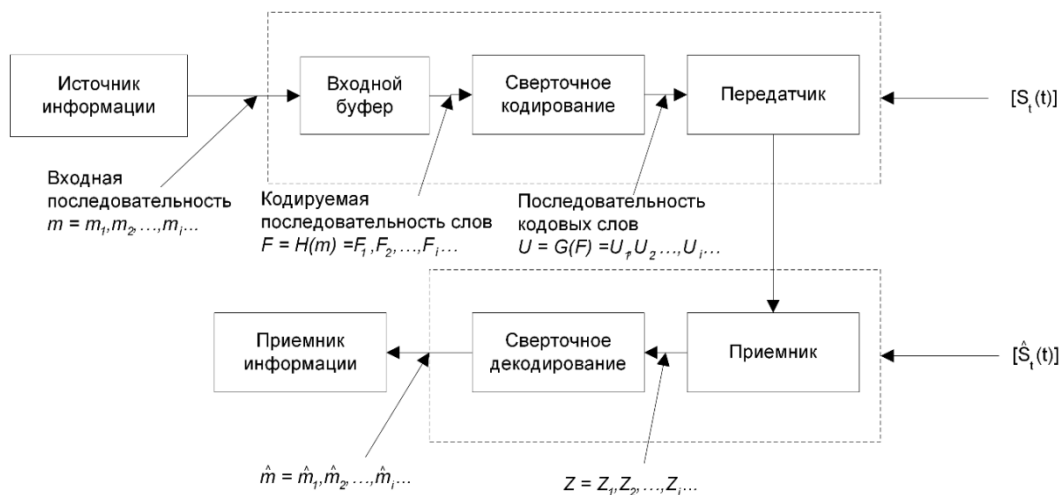 Источник
информации
Входной
буфер
Сверточное
кодирование
Передатчик
[S_t(t)]
Входная
последовательность
m = m_1,m_2,…,m_i…
Кодируемая
последовательность слов
F = H(m) =F_1,F_2,…,F_i…
Последовательность
кодовых слов
U = G(F) =U_1,U_2…,U_i…
Приемник
информации
Сверточное
декодирование
Приемник
[Ŝ_t(t)]
m̂ = m̂_1,m̂_2,…,m̂_i…
Z = Z_1,Z_2,…,Z_i…